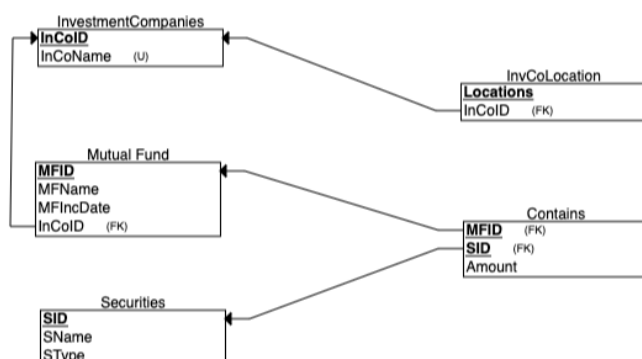 InvestmentCompanies
InCoID
InCoName (U)
InvCoLocation
Locations
InCoID (FK)
Mutual Fund
MFID
MFName
MFIncDate
InCoID (FK)
Contains
MFID (FK)
SID (FK)
Amount
Securities
SID
SName
SType